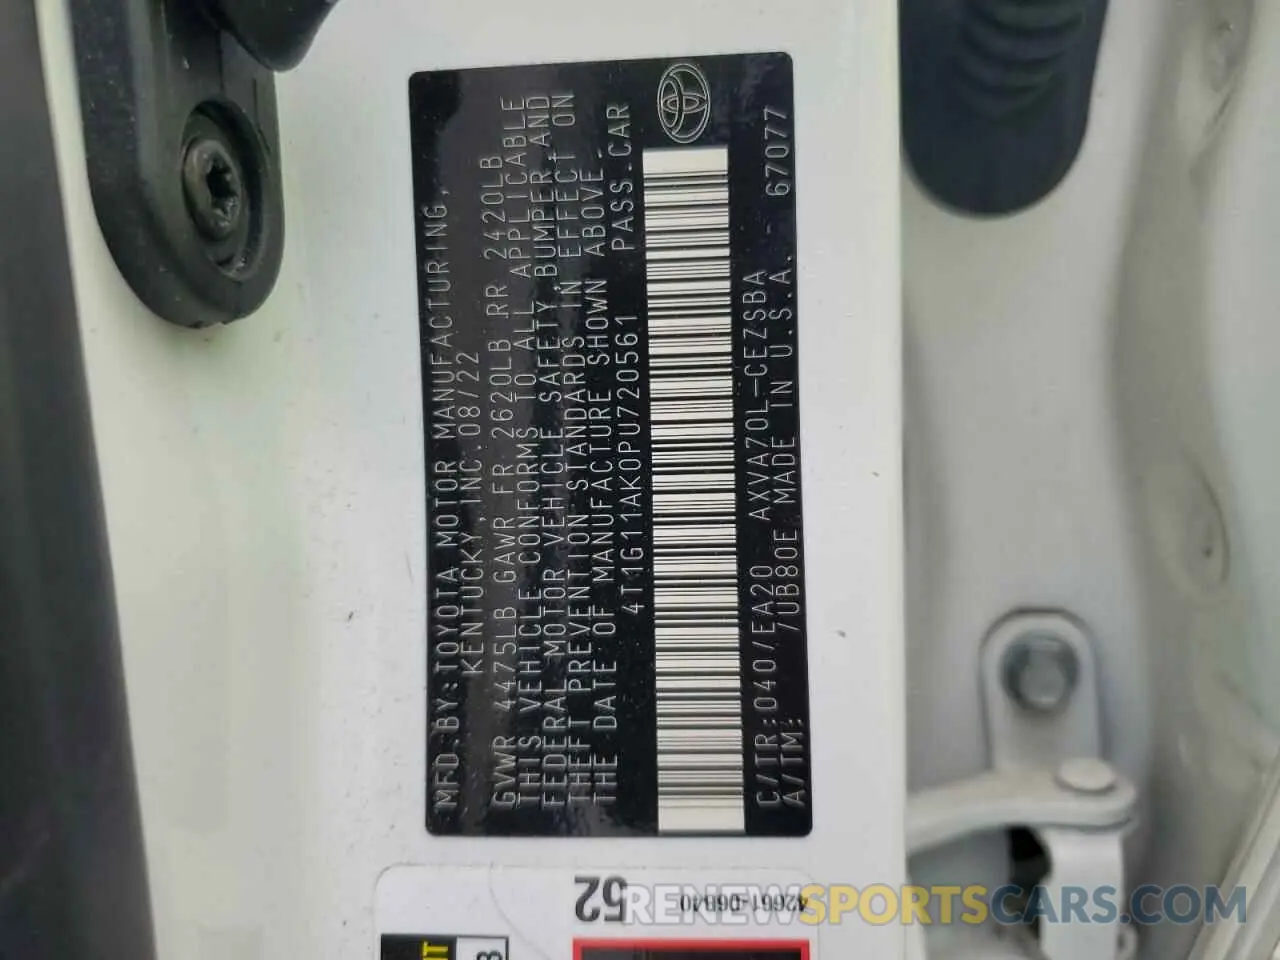 MFD. BY: TOYOTA MOTOR MANUFACTURING,
KENTUCKY, INC 08/22
GVWR 4475LB GAWR FR 2620LB RR 2420LB
THIS VEHICLE CONFORMS TO ALL APPLICABLE
FEDERAL MOTOR VEHICLE SAFETY, BUMPER, AND
THEFT PREVENTION STANDARDS IN EFFECT ON
THE DATE OF MANUFACTURE SHOWN ABOVE.
4T1G11AK0PU720561 PASS. CAR
C/TR: 040/EA20 AXVA70L-CEZSBA
A/TM: -/UB80E MADE IN U.S.A. 67077
52
42661-06B40
RENEWSPORTSCARS.COM